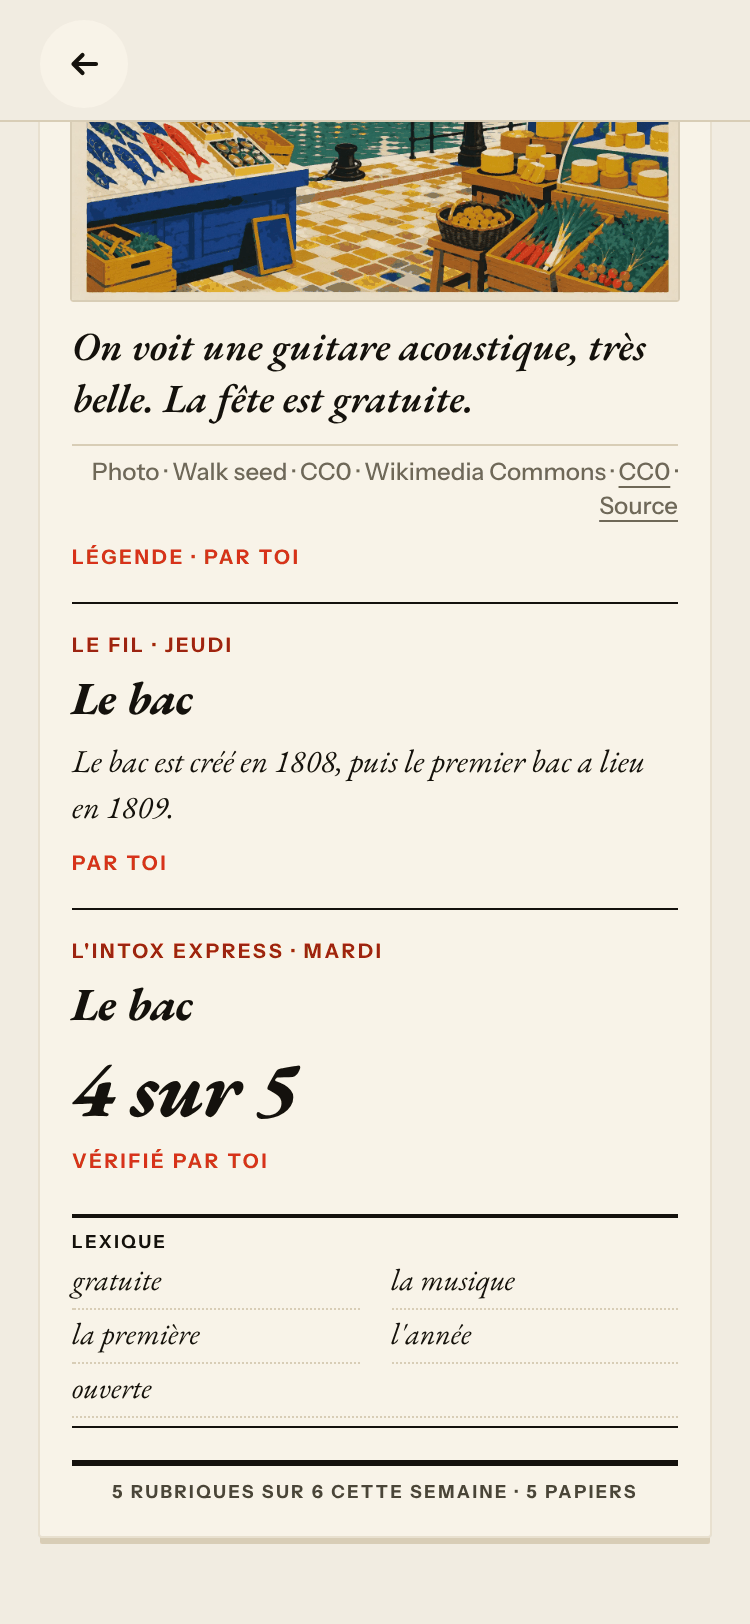 On voit une guitare acoustique, très
belle. La fête est gratuite.
Photo · Walk seed · CC0 · Wikimedia Commons · CC0 ·
Source
LÉGENDE · PAR TOI
LE FIL · JEUDI
Le bac
Le bac est créé en 1808, puis le premier bac a lieu
en 1809.
PAR TOI
L'INTOX EXPRESS · MARDI
Le bac
4 sur 5
VÉRIFIÉ PAR TOI
LEXIQUE
gratuite
la musique
la première
l'année
ouverte
5 RUBRIQUES SUR 6 CETTE SEMAINE · 5 PAPIERS